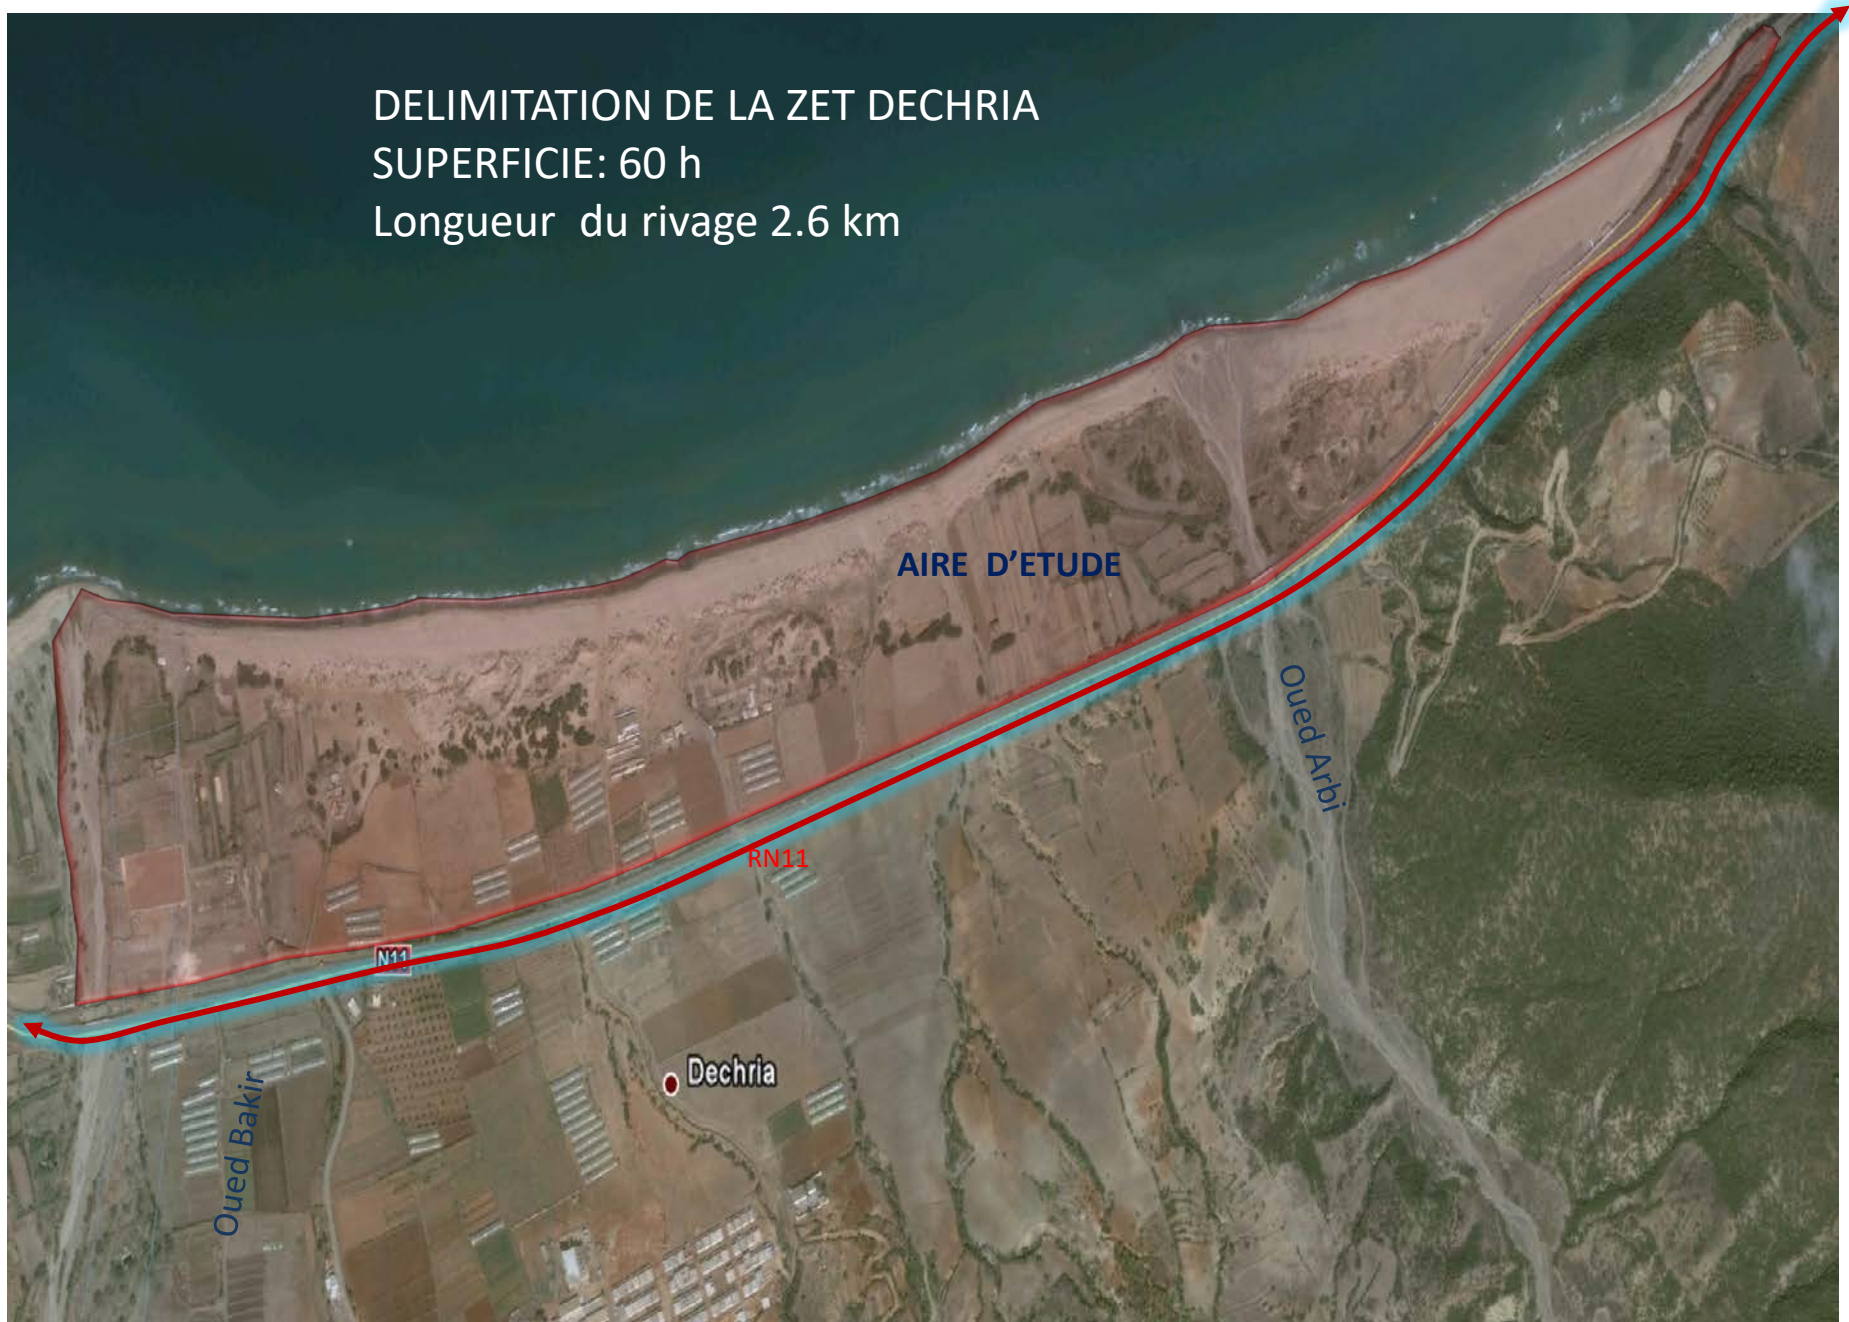 DELIMITATION DE LA ZET DECHRIA
SUPERFICIE: 60 h
Longueur du rivage 2.6 km
AIRE D'ETUDE
Oued Arbi
RN11
N11
Dechria
Oued Bakir